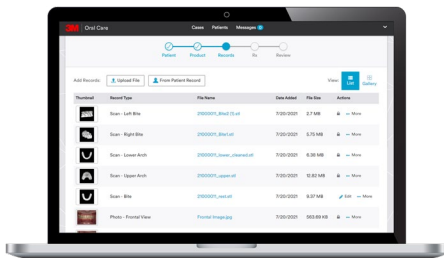 3M Oral Care Cases Patients Messages
Patient Product Records Rx Review
Add Records: Upload File From Patient Record View: List Gallery
Thumbnail Record Type File Name Date Added File Size Actions
Scan - Left Bite 7/20/2021 2.7 MB More
Scan - Right Bite 7/20/2021 5.75 MB More
Scan - Lower Arch 7/20/2021 6.36 MB More
Scan - Upper Arch 7/20/2021 12.82 MB More
Scan - Bite 7/20/2021 9.37 MB Edit More
Photo - Frontal View Frontal Image.jpg 7/20/2021 593.69 KB More